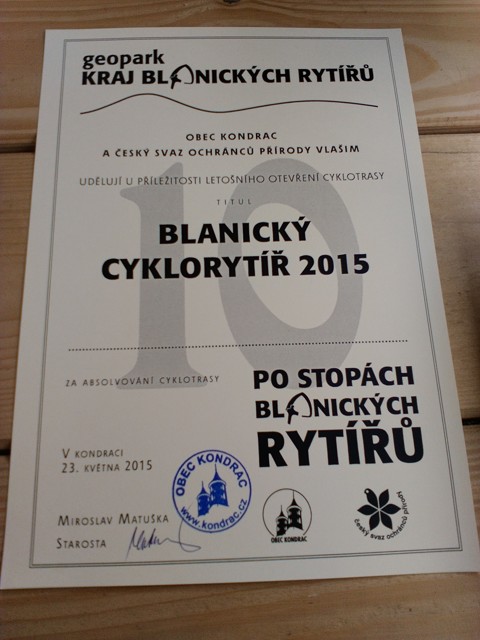 geopark
KRAJ BLANICKÝCH RYTÍŘŮ
OBEC KONDRAC
A ČESKÝ SVAZ OCHRÁNCŮ PŘÍRODY VLAŠIM
UDĚLUJÍ U PŘÍLEŽITOSTI LETOŠNÍHO OTEVŘENÍ CYKLOTRASY
TITUL
10
BLANICKÝ
CYKLORYTÍŘ 2015
ZA ABSOLVOVÁNÍ CYKLOTRASY
PO STOPÁCH
BLANICKÝCH
RYTÍŘŮ
V KONDRACI
23. KVĚTNA 2015
MIROSLAV MATUŠKA
STAROSTA
OBEC KONDRAC
www.kondrac.cz
OBEC KONDRAC
český svaz ochránců přírody